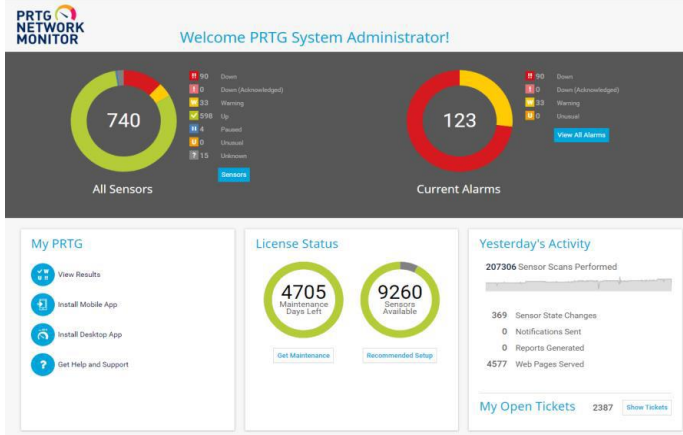 PRTG
NETWORK
MONITOR
Welcome PRTG System Administrator!
740
All Sensors
!! 90 Down
! 0 Down (Acknowledged)
W 33 Warning
598 Up
4 Paused
U 0 Unusual
? 15 Unknown
Sensors
123
Current Alarms
!! 90 Down
! 0 Down (Acknowledged)
W 33 Warning
U 0 Unusual
View All Alarms
My PRTG
View Results
Install Mobile App
Install Desktop App
? Get Help and Support
License Status
4705
Maintenance
Days Left
Get Maintenance
9260
Sensors
Available
Recommended Setup
Yesterday's Activity
207306 Sensor Scans Performed
369 Sensor State Changes
0 Notifications Sent
0 Reports Generated
4577 Web Pages Served
My Open Tickets 2387 Show Tickets